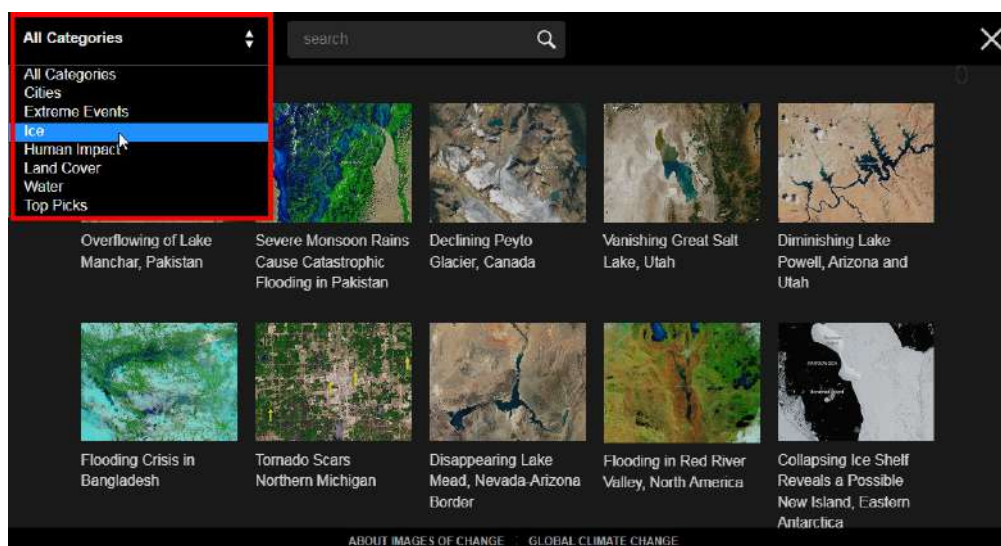 All Categories
search
All Categories
Cities
Extreme Events
Ice
Human Impact
Land Cover
Water
Top Picks
0
Overflowing of Lake
Manchar, Pakistan
Severe Monsoon Rains
Cause Catastrophic
Flooding in Pakistan
Declining Peyto
Glacier, Canada
Vanishing Great Salt
Lake, Utah
Diminishing Lake
Powell, Arizona and
Utah
Flooding Crisis in
Bangladesh
Tornado Scars
Northern Michigan
Disappearing Lake
Mead, Nevada-Arizona
Border
Flooding in Red River
Valley, North America
Collapsing Ice Shelf
Reveals a Possible
New Island, Eastern
Antarctica
ABOUT IMAGES OF CHANGE
GLOBAL CLIMATE CHANGE